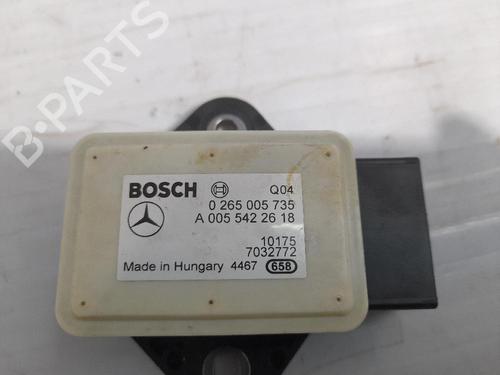 B-PARTS
BOSCH Q04
0 265 005 735
A 005 542 26 18
10175
7032772
Made in Hungary 4467 658